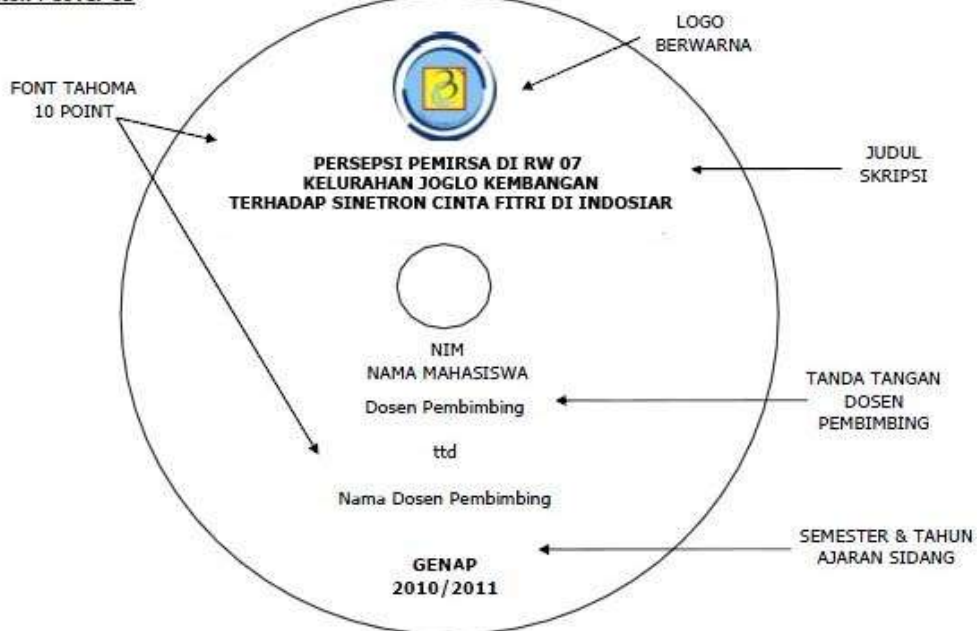 LOGO
BERWARNA
FONT TAHOMA
10 POINT
PERSEPSI PEMIRSA DI RW 07
KELURAHAN JOGLO KEMBANGAN
TERHADAP SINETRON CINTA FITRI DI INDOSIAR
JUDUL
SKRIPSI
NIM
NAMA MAHASISWA
Dosen Pembimbing
ttd
Nama Dosen Pembimbing
TANDA TANGAN
DOSEN
PEMBIMBING
GENAP
2010/2011
SEMESTER & TAHUN
AJARAN SIDANG